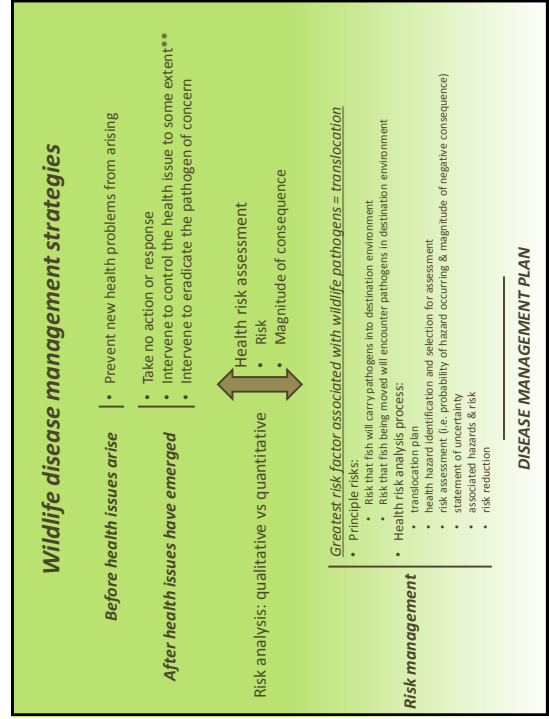 Wildlife disease management strategies
Before health issues arise
• Prevent new health problems from arising
After health issues have emerged
• Take no action or response
• Intervene to control the health issue to some extent**
• Intervene to eradicate the pathogen of concern
Risk analysis: qualitative vs quantitative
Health risk assessment
• Risk
• Magnitude of consequence
Risk management
Greatest risk factor associated with wildlife pathogens = translocation
• Principle risks:
• Risk that fish will carry pathogens into destination environment
• Risk that fish being moved will encounter pathogens in destination environment
• Health risk analysis process:
• translocation plan
• health hazard identification and selection for assessment
• risk assessment (i.e. probability of hazard occurring & magnitude of negative consequence)
• statement of uncertainty
• associated hazards & risk
• risk reduction
DISEASE MANAGEMENT PLAN